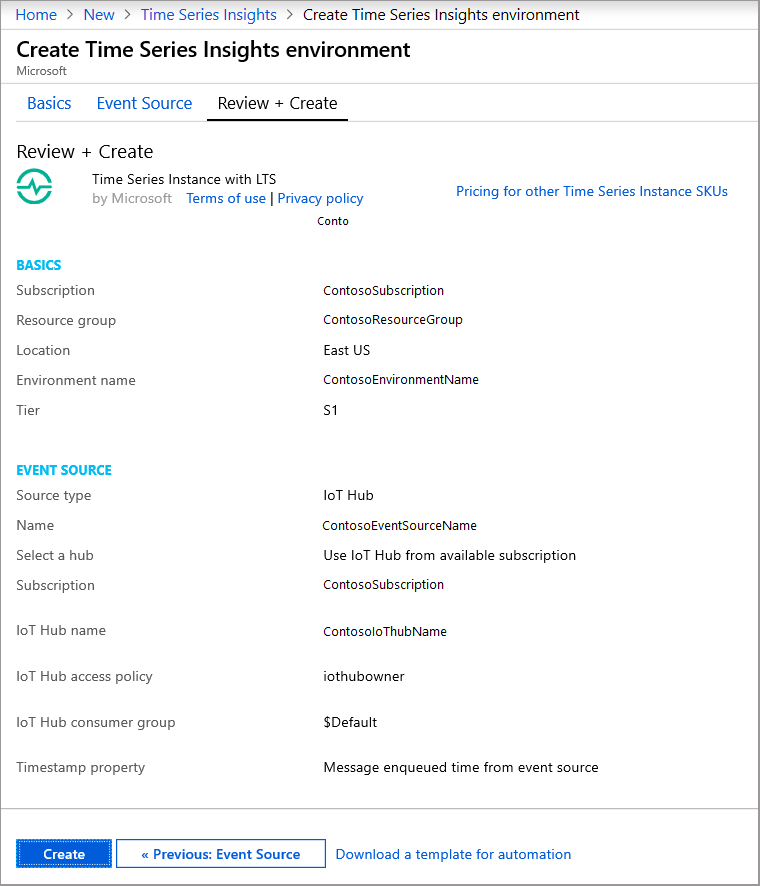 Home > New > Time Series Insights > Create Time Series Insights environment
Create Time Series Insights environment
Microsoft
Basics Event Source Review + Create
Review + Create
Time Series Instance with LTS
by Microsoft Terms of use | Privacy policy
Pricing for other Time Series Instance SKUs
Conto
BASICS
Subscription ContosoSubscription
Resource group ContosoResourceGroup
Location East US
Environment name ContosoEnvironmentName
Tier S1
EVENT SOURCE
Source type IoT Hub
Name ContosoEventSourceName
Select a hub Use IoT Hub from available subscription
Subscription ContosoSubscription
IoT Hub name ContosoIoThubName
IoT Hub access policy iothubowner
IoT Hub consumer group $Default
Timestamp property Message enqueued time from event source
Create « Previous: Event Source Download a template for automation